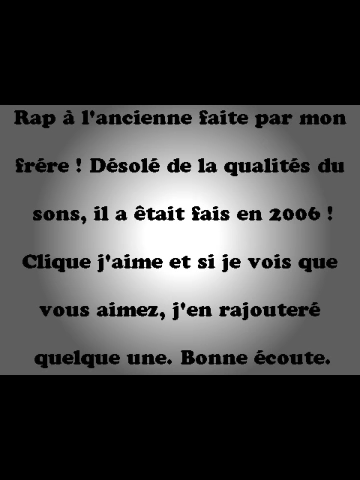 Rap à l'ancienne faite par mon
frére ! Désolé de la qualités du
sons, il a êtait fais en 2006 !
Clique j'aime et si je vois que
vous aimez, j'en rajouteré
quelque une. Bonne écoute.